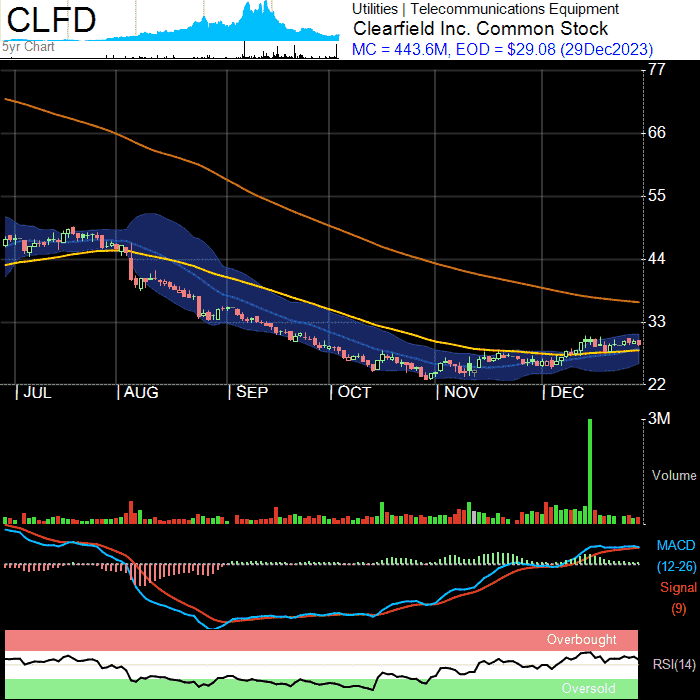 CLFD
5yr Chart
Utilities | Telecommunications Equipment
Clearfield Inc. Common Stock
MC = 443.6M, EOD = $29.08 (29Dec2023)
77
66
55
44
33
22
| JUL | AUG | SEP | OCT | NOV | DEC
3M
Volume
MACD
(12-26)
Signal
(9)
Overbought
RSI(14)
Oversold